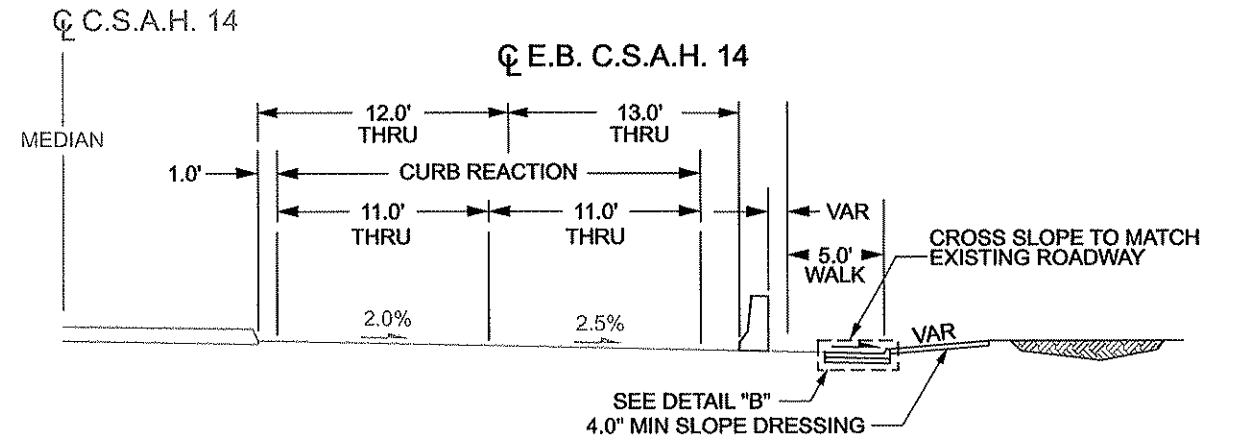 ℄ C.S.A.H. 14
℄ E.B. C.S.A.H. 14
12.0' THRU
13.0' THRU
MEDIAN
1.0'
CURB REACTION
11.0' THRU
11.0' THRU
VAR
5.0' WALK
CROSS SLOPE TO MATCH
EXISTING ROADWAY
2.0%
2.5%
VAR
SEE DETAIL "B"
4.0" MIN SLOPE DRESSING